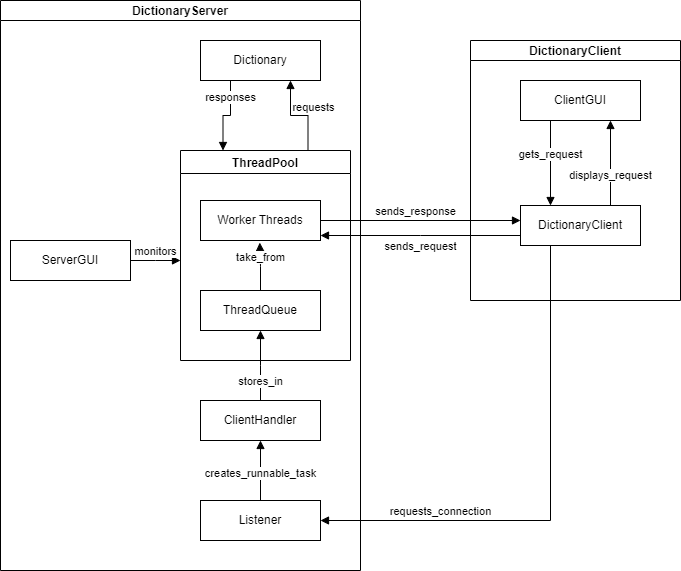 DictionaryServer
DictionaryClient
Dictionary
ClientGUI
responses
requests
gets_request
ThreadPool
displays_request
Worker Threads
sends_response
DictionaryClient
sends_request
monitors
take_from
ServerGUI
ThreadQueue
stores_in
ClientHandler
creates_runnable_task
requests_connection
Listener